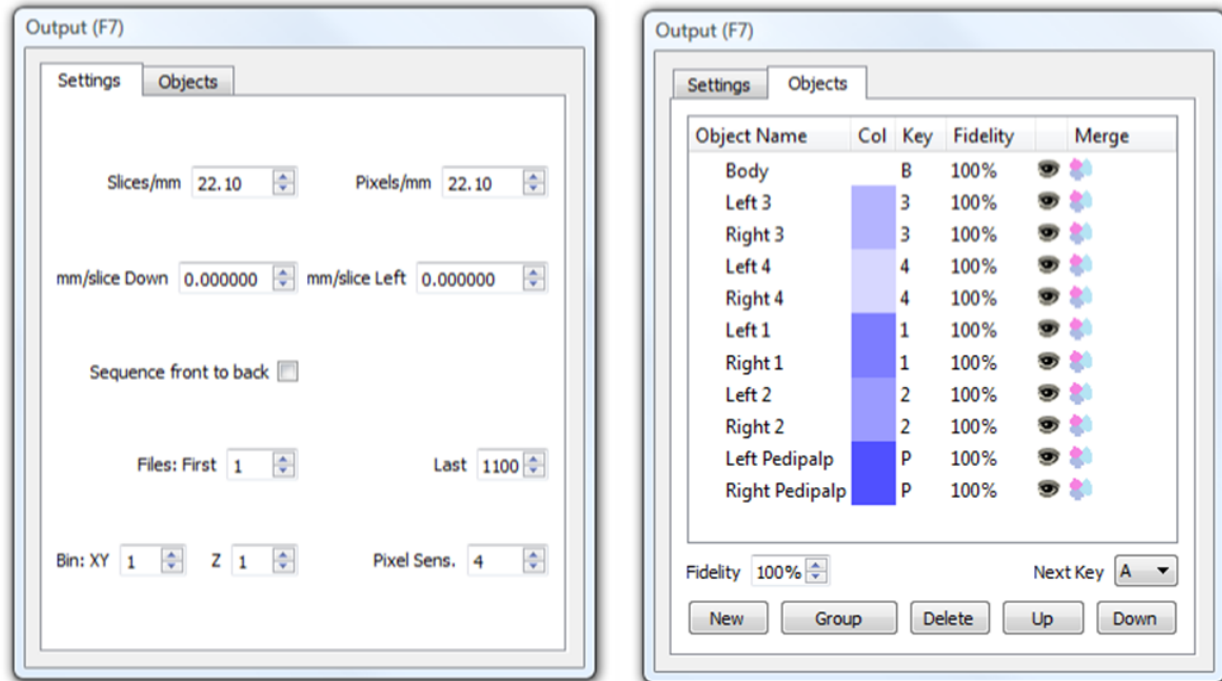 Output (F7)
Settings Objects
Slices/mm 22.10 Pixels/mm 22.10
mm/slice Down 0.000000 mm/slice Left 0.000000
Sequence front to back
Files: First 1 Last 1100
Bin: XY 1 Z 1 Pixel Sens. 4
Output (F7)
Settings Objects
Object Name Col Key Fidelity Merge
Body B 100%
Left 3 3 100%
Right 3 3 100%
Left 4 4 100%
Right 4 4 100%
Left 1 1 100%
Right 1 1 100%
Left 2 2 100%
Right 2 2 100%
Left Pedipalp P 100%
Right Pedipalp P 100%
Fidelity 100% Next Key A
New Group Delete Up Down